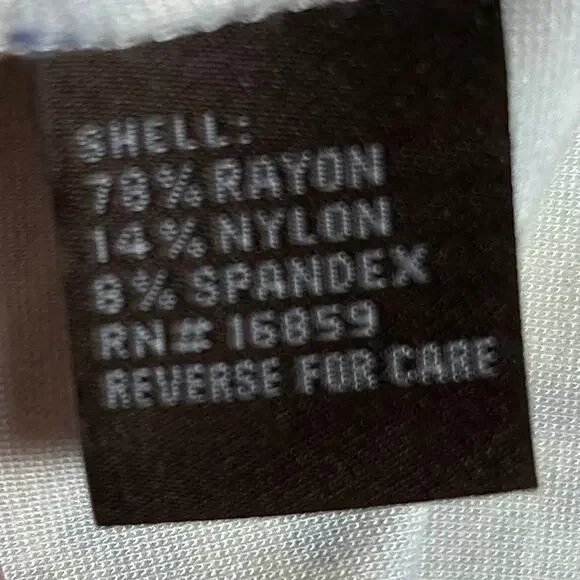 SHELL:
78% RAYON
14% NYLON
8% SPANDEX
RN# 16859
REVERSE FOR CARE